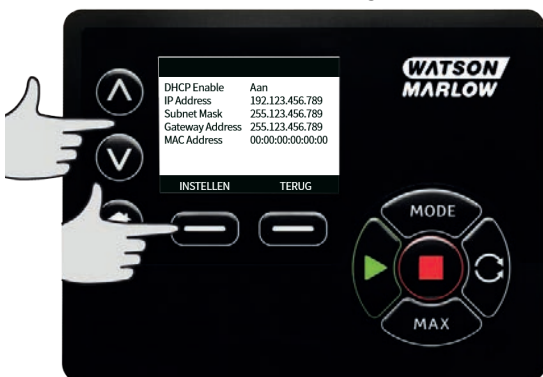 WATSON
MARLOW
DHCP Enable Aan
IP Address 192.123.456.789
Subnet Mask 255.123.456.789
Gateway Address 255.123.456.789
MAC Address 00:00:00:00:00:00
INSTELLEN TERUG
MODE
MAX